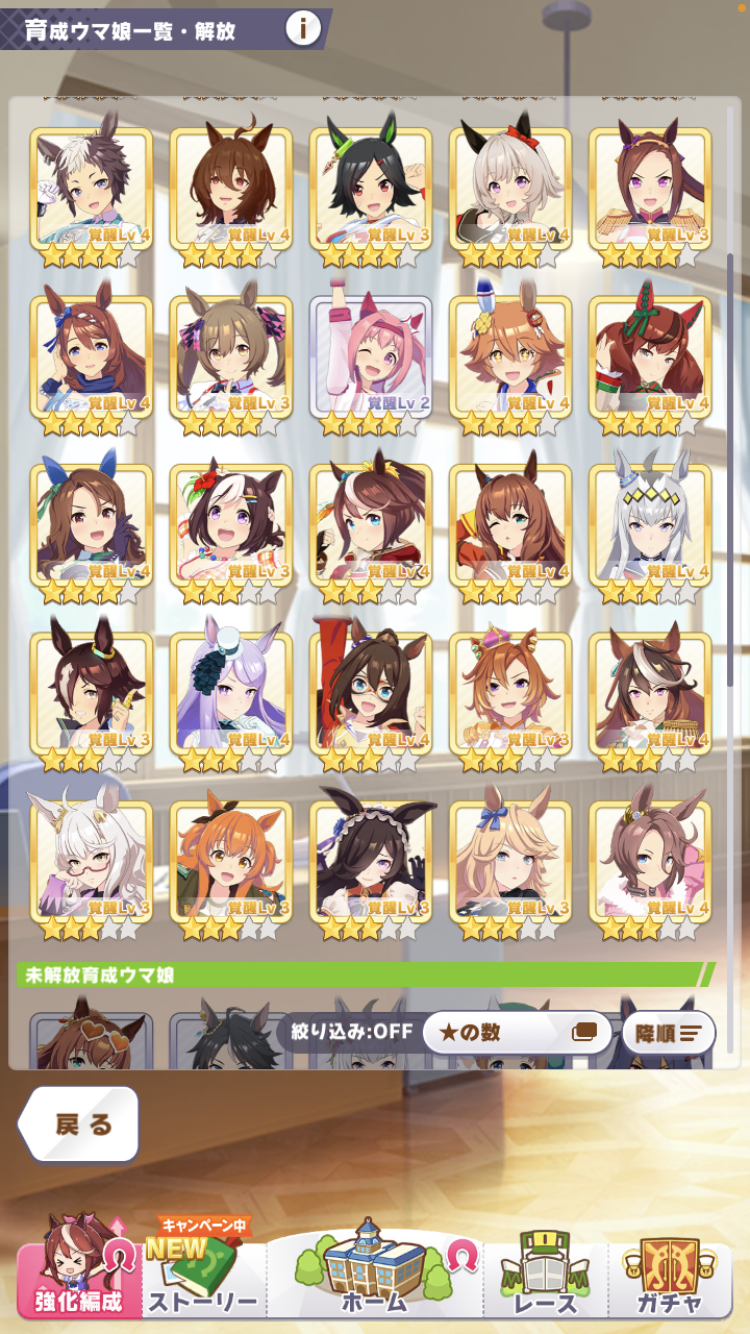 育成ウマ娘一覧・解放
i
覚醒Lv 4 覚醒Lv 4 覚醒Lv 3 覚醒Lv 4 覚醒Lv 3
覚醒Lv 4 覚醒Lv 3 覚醒Lv 2 覚醒Lv 4 覚醒Lv 4
覚醒Lv 4 覚醒Lv 3 覚醒Lv 4 覚醒Lv 4 覚醒Lv 4
覚醒Lv 3 覚醒Lv 4 覚醒Lv 4 覚醒Lv 3 覚醒Lv 4
覚醒Lv 3 覚醒Lv 3 覚醒Lv 3 覚醒Lv 3 覚醒Lv 4
未解放育成ウマ娘
絞り込み:OFF ★の数 降順
戻る
キャンペーン中
NEW
強化編成 ストーリー ホーム レース ガチャ